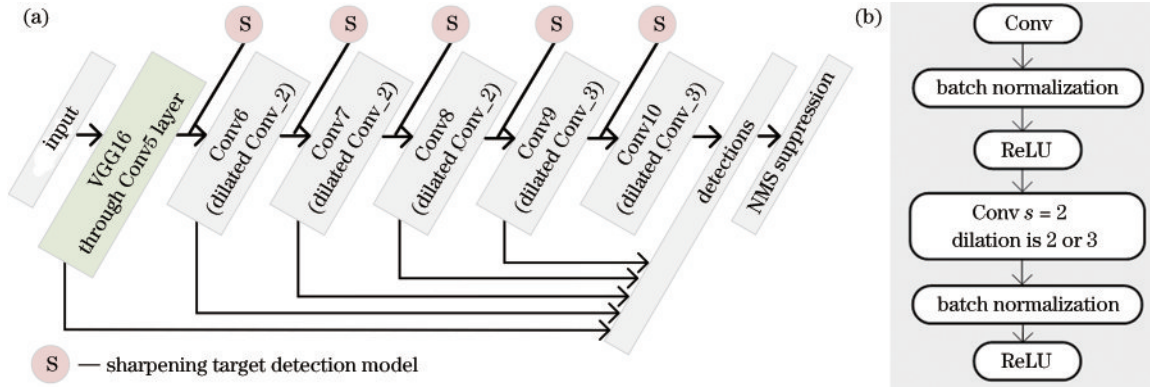 (a)
S
S
S
S
S
input
VGG16
through Conv5 layer
Conv6
(dilated Conv_2)
Conv7
(dilated Conv_2)
Conv8
(dilated Conv_2)
Conv9
(dilated Conv_3)
Conv10
(dilated Conv_3)
detections
NMS suppression
S — sharpening target detection model
(b)
Conv
batch normalization
ReLU
Conv s = 2
dilation is 2 or 3
batch normalization
ReLU